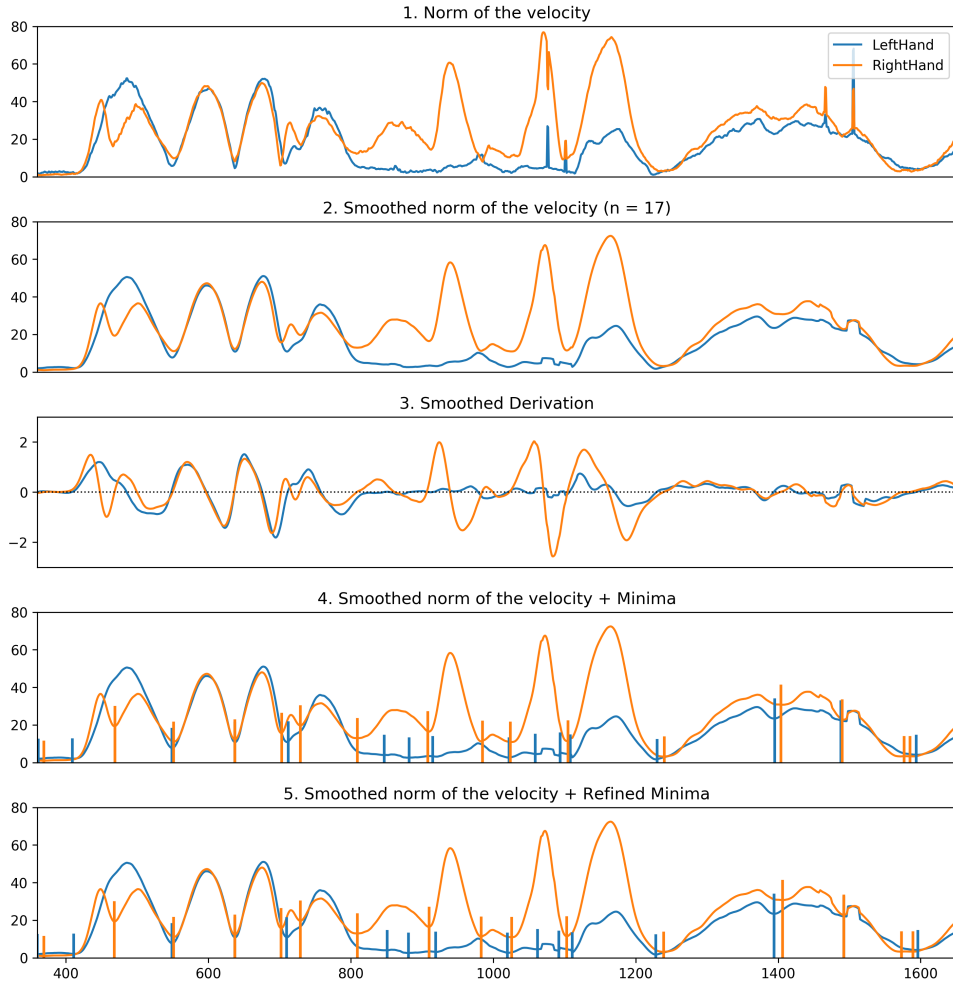 1. Norm of the velocity
80
60
40
20
0
LeftHand
RightHand
2. Smoothed norm of the velocity (n = 17)
80
60
40
20
0
3. Smoothed Derivation
2
0
−2
4. Smoothed norm of the velocity + Minima
80
60
40
20
0
5. Smoothed norm of the velocity + Refined Minima
80
60
40
20
0
400 600 800 1000 1200 1400 1600